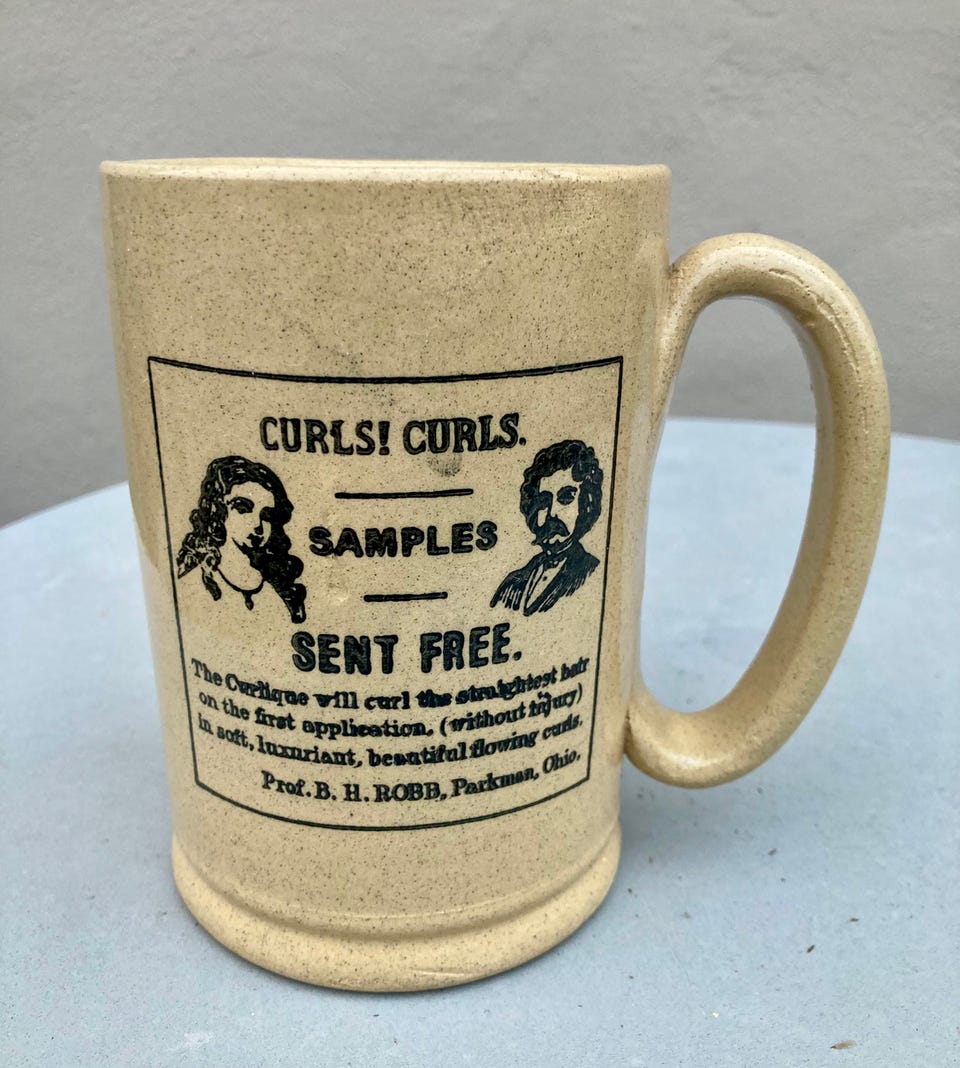 CURLS! CURLS.
SAMPLES
SENT FREE.
The Curlique will curl the straightest hair
on the first application, (without injury)
in soft, luxuriant, beautiful flowing curls.
Prof. B. H. ROBB, Parkman, Ohio.